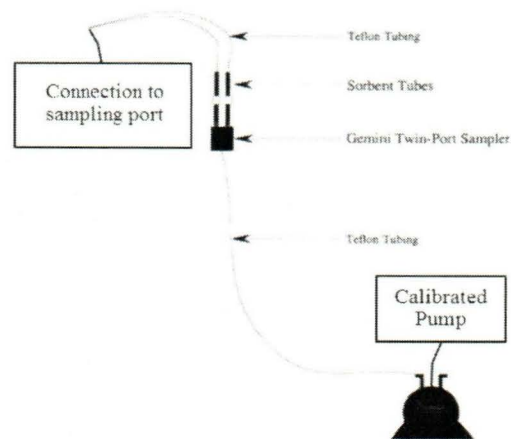 Teflon Tubing
Connection to
sampling port
Sorbent Tubes
Gemini Twin-Port Sampler
Teflon Tubing
Calibrated
Pump